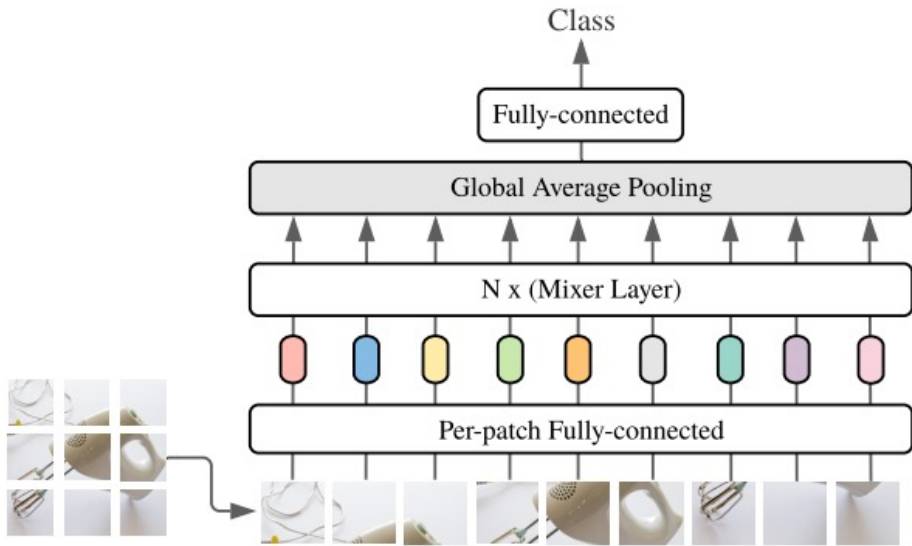 Class
Fully-connected
Global Average Pooling
N x (Mixer Layer)
Per-patch Fully-connected